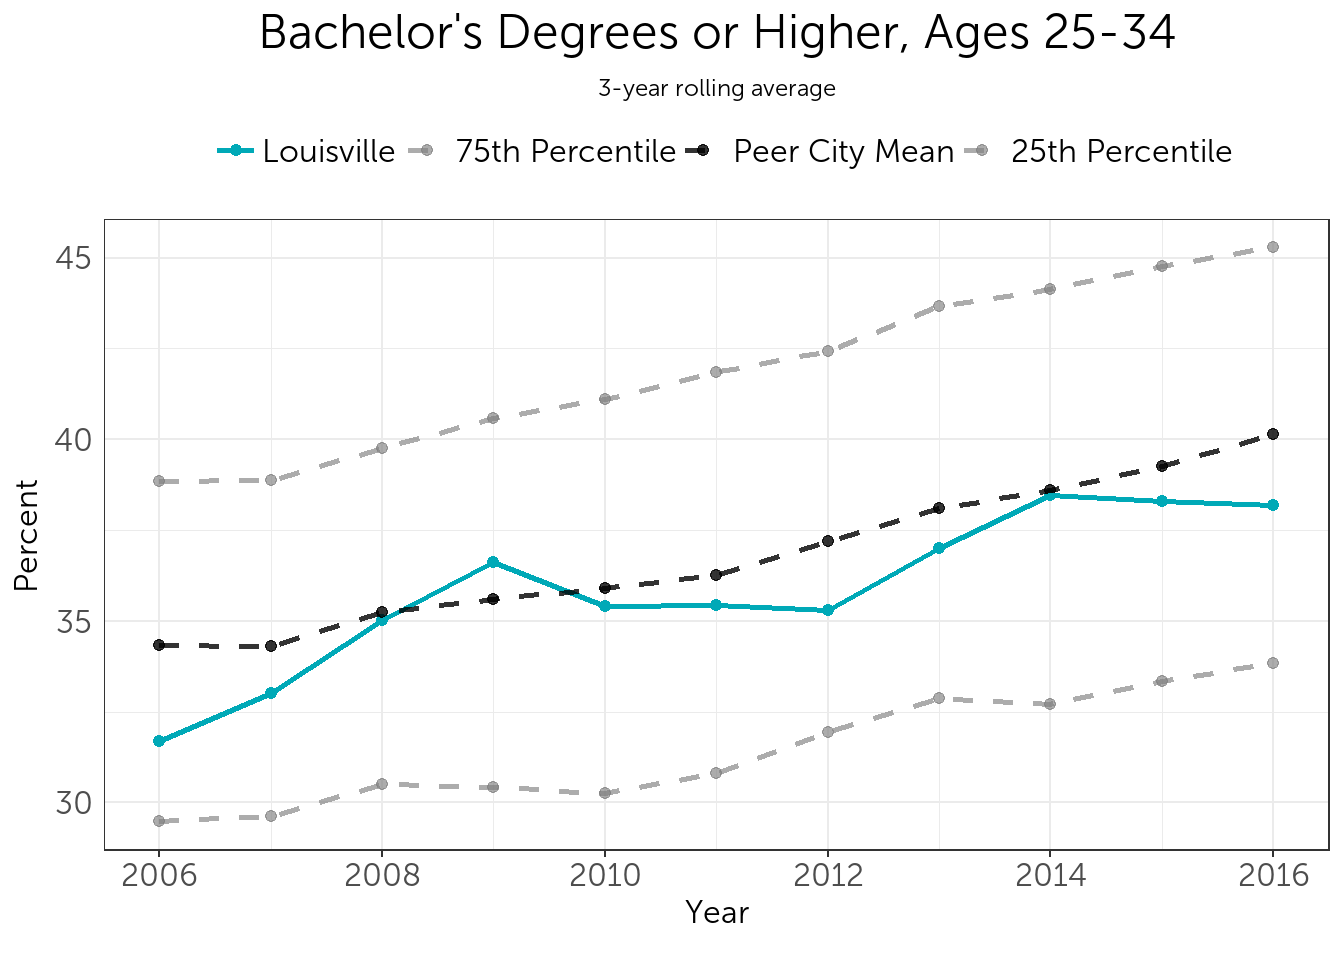 Bachelor's Degrees or Higher, Ages 25-34
3-year rolling average
Louisville 75th Percentile Peer City Mean 25th Percentile
45
40
35
30
Percent
2006 2008 2010 2012 2014 2016
Year